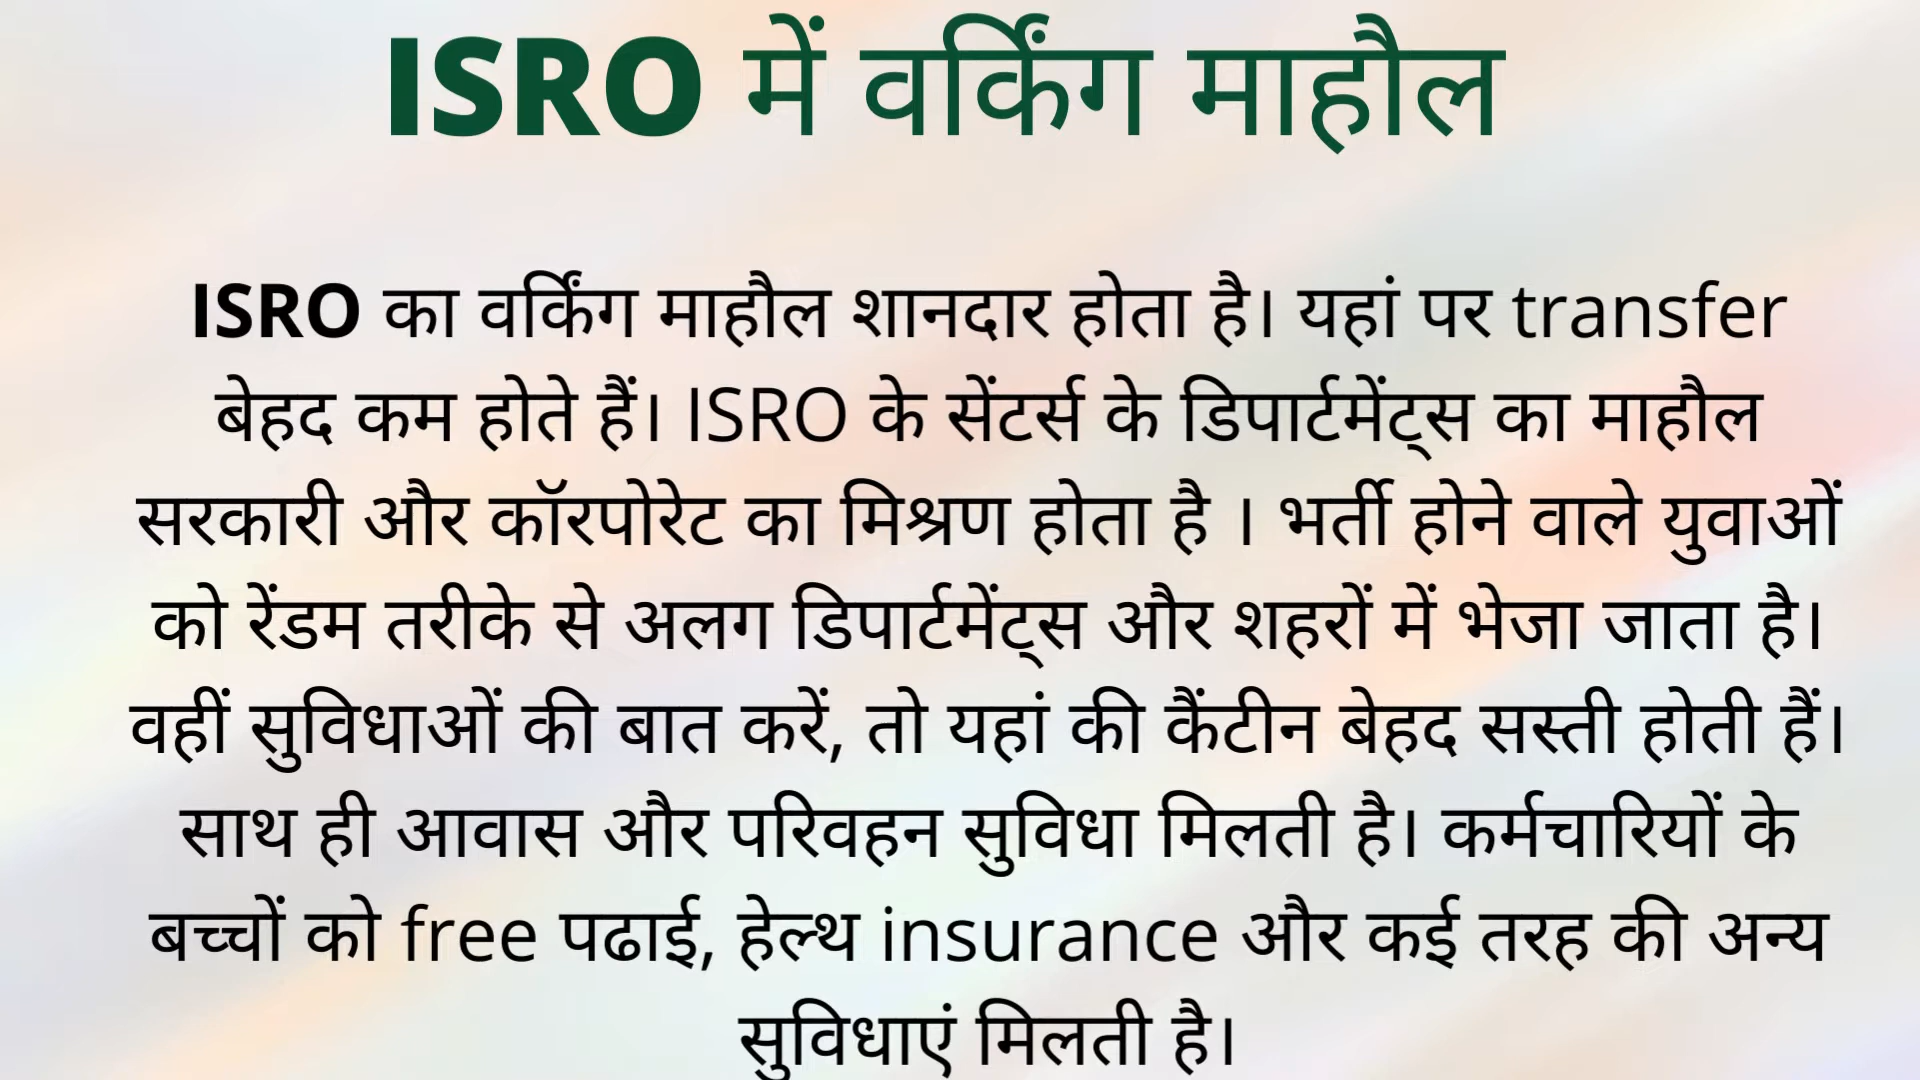 ISRO में वर्किंग माहौल
ISRO का वर्किंग माहौल शानदार होता है। यहां पर transfer
बेहद कम होते हैं। ISRO के सेंटर्स के डिपार्टमेंट्स का माहौल
सरकारी और कॉरपोरेट का मिश्रण होता है । भर्ती होने वाले युवाओं
को रेंडम तरीके से अलग डिपार्टमेंट्स और शहरों में भेजा जाता है।
वहीं सुविधाओं की बात करें, तो यहां की कैंटीन बेहद सस्ती होती हैं।
साथ ही आवास और परिवहन सुविधा मिलती है। कर्मचारियों के
बच्चों को free पढाई, हेल्थ insurance और कई तरह की अन्य
सुविधाएं मिलती है।